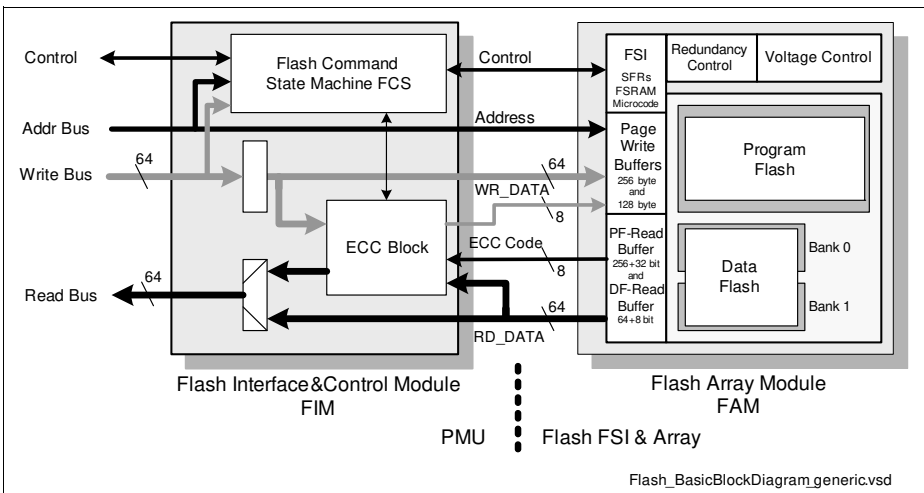 Control
Addr Bus
Write Bus
64
64
Read Bus
Flash Command
State Machine FCS
ECC Block
Control
Address
64
WR_DATA
8
ECC Code
8
64
RD_DATA
FSI
SFRs
FSRAM
Microcode
Redundancy
Control
Voltage Control
Page
Write
Buffers
256 byte
and
128 byte
PF-Read
Buffer
256+32 bit
and
DF-Read
Buffer
64+8 bit
Program
Flash
Data
Flash
Bank 0
Bank 1
Flash Interface&Control Module
FIM
Flash Array Module
FAM
PMU
Flash FSI & Array
Flash_BasicBlockDiagram_generic.vsd